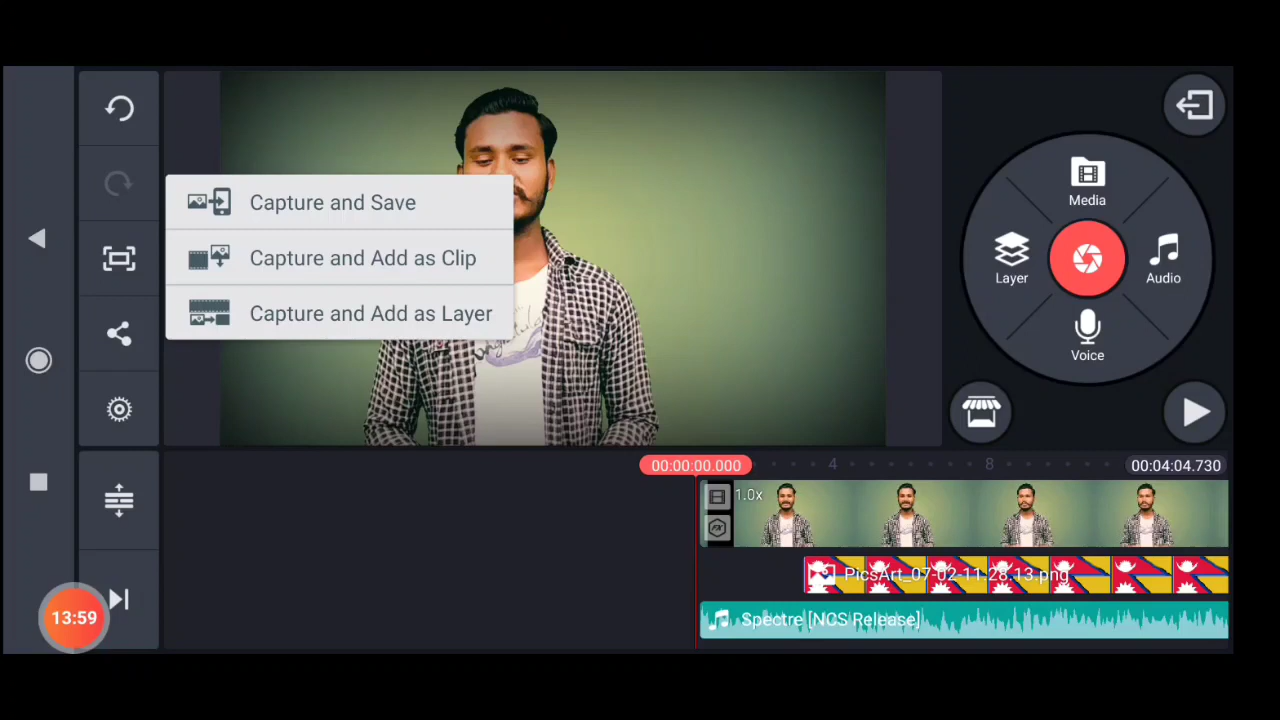 Capture and Save
Capture and Add as Clip
Capture and Add as Layer
Media
Layer
Audio
Voice
00:00:00.000
4
8
00:04:04.730
1.0x
FX
PicsArt_07-02-11.28.13.png
Spectre [NCS Release]
13:59